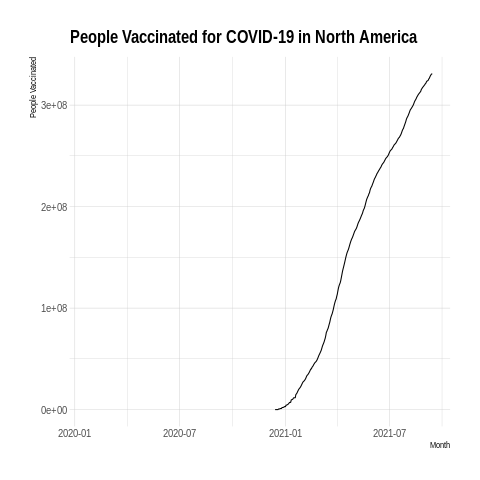 People Vaccinated for COVID-19 in North America
People Vaccinated
3e+08
2e+08
1e+08
0e+00
2020-01
2020-07
2021-01
2021-07
Month